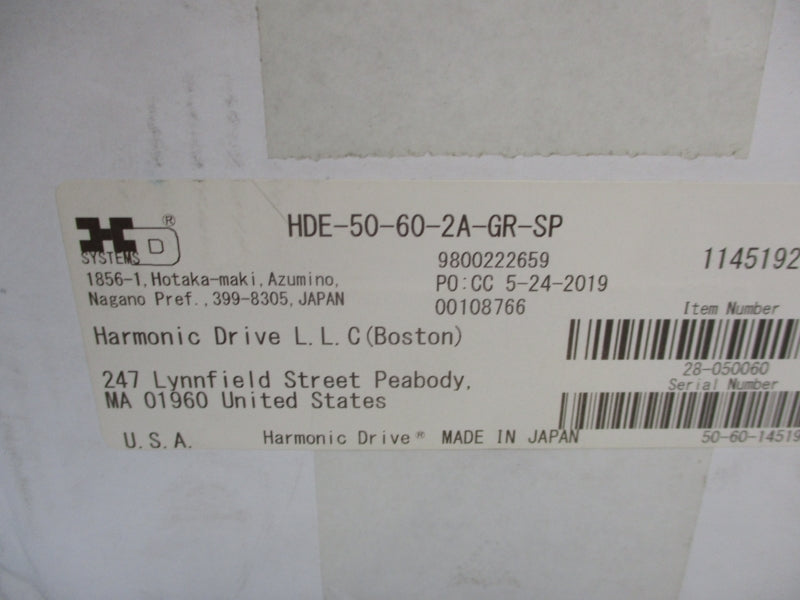 HDE-50-60-2A-GR-SP
HD®
SYSTEMS
1856-1, Hotaka-maki, Azumino,
Nagano Pref., 399-8305, JAPAN
9800222659
PO:CC 5-24-2019
00108766
1145192
Harmonic Drive L.L.C(Boston)
247 Lynnfield Street Peabody,
MA 01960 United States
U.S.A.
Harmonic Drive® MADE IN JAPAN
Item Number
28-050060
Serial Number
50-60-14519